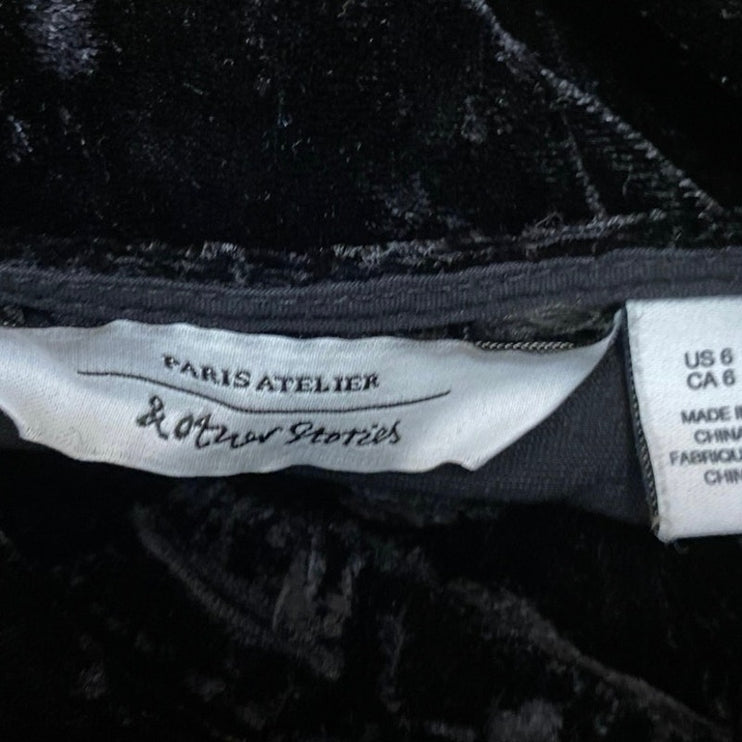 PARIS ATELIER
& Other Stories
US 6
CA 6
MADE I
CHINA
FABRIQU
CHIN